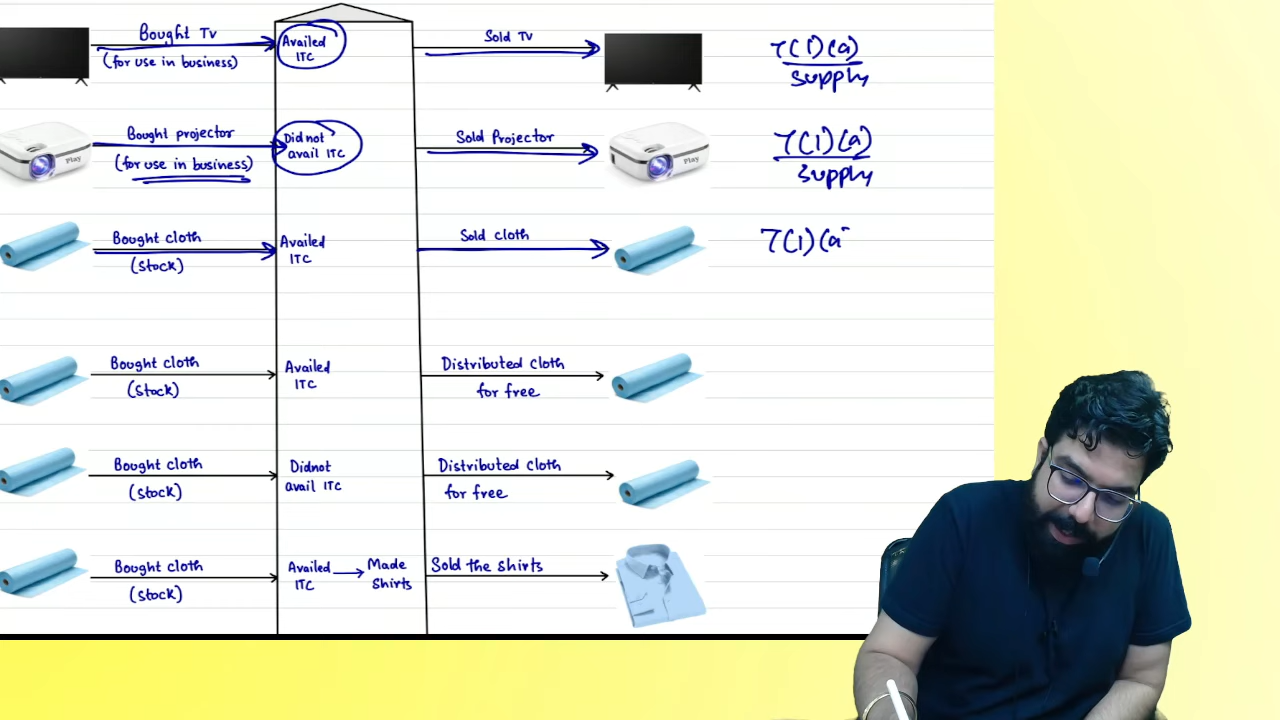 Bought Tv
(for use in business)
Availed
ITC
Sold Tv
7(1)(a)
supply
Bought projector
(for use in business)
Did not
avail ITC
Sold Projector
7(1)(a)
supply
Play
Play
Bought cloth
(Stock)
Availed
ITC
Sold cloth
7(1)(a
Bought cloth
(Stock)
Availed
ITC
Distributed cloth
for free
Bought cloth
(Stock)
Didnot
avail ITC
Distributed cloth
for free
Bought cloth
(Stock)
Availed
ITC
Made
Shirts
Sold the shirts